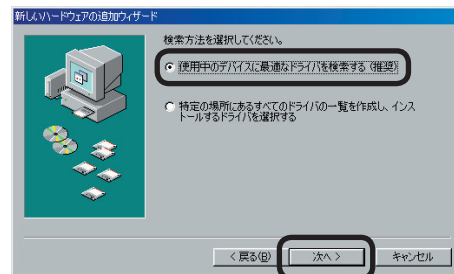 新しいハードウェアの追加ウィザード
検索方法を選択してください。
使用中のデバイスに最適なドライバを検索する (推奨)
特定の場所にあるすべてのドライバの一覧を作成し、インス
トールするドライバを選択する
< 戻る(B)
次へ >
キャンセル